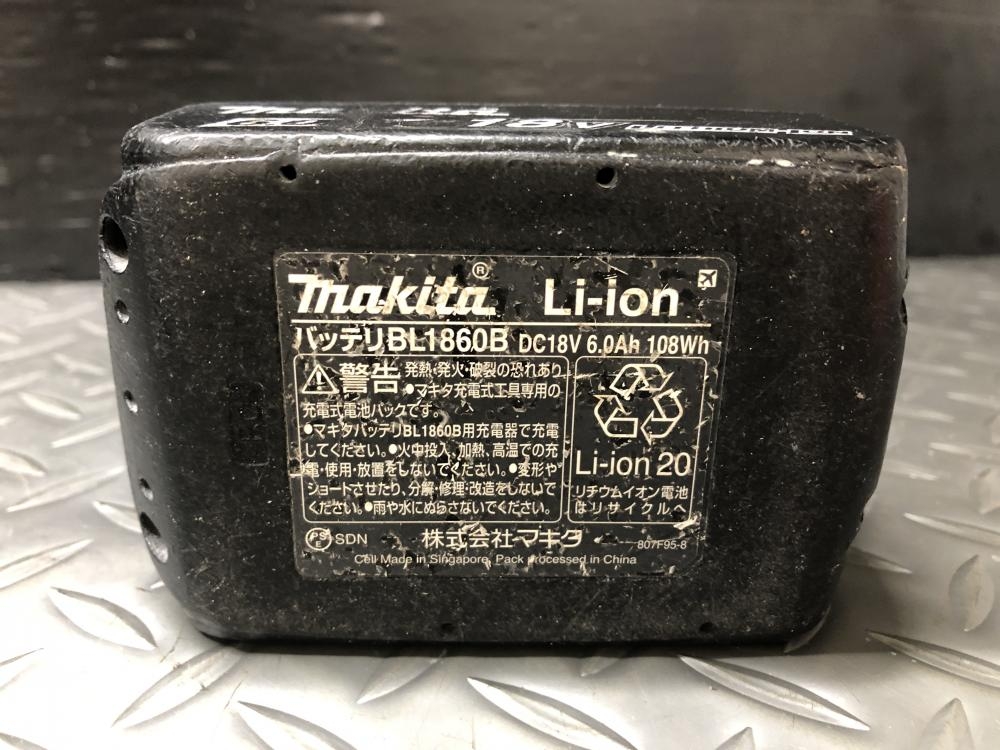 makita® Li-ion
バッテリBL1860B DC18V 6.0Ah 108Wh
警告 発熱・発火・破裂の恐れあり
●マキタ充電式工具専用の
充電式電池パックです。
●マキタバッテリBL1860B用充電器で充電
してください。●火中投入、加熱、高温での充
電・使用・放置をしないでください。●変形や
ショートさせたり、分解・修理・改造をしないで
ください。●雨や水にぬらさないでください。
Li-ion 20
リチウムイオン電池
はリサイクルへ
PSE SDN 株式会社マキタ 807F95-8
Cell Made in Singapore, Pack processed in China